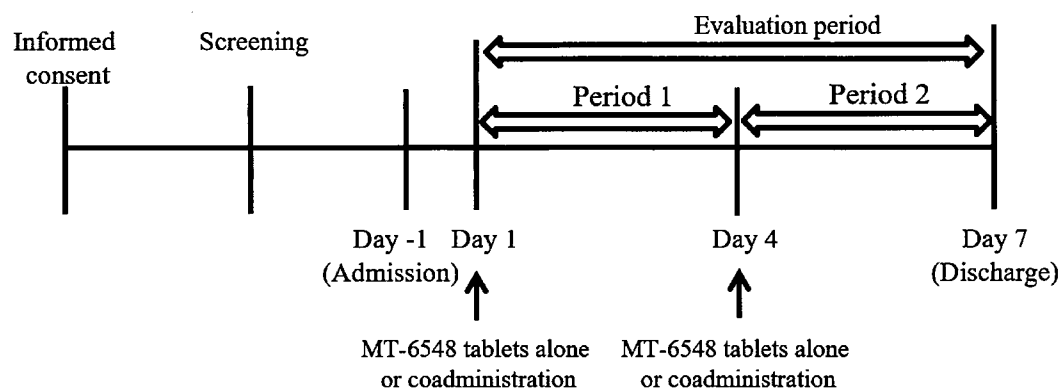 Evaluation period
Informed
consent
Screening
Period 1
Period 2
Day -1
(Admission)
Day 1
Day 4
Day 7
(Discharge)
MT-6548 tablets alone
or coadministration
MT-6548 tablets alone
or coadministration